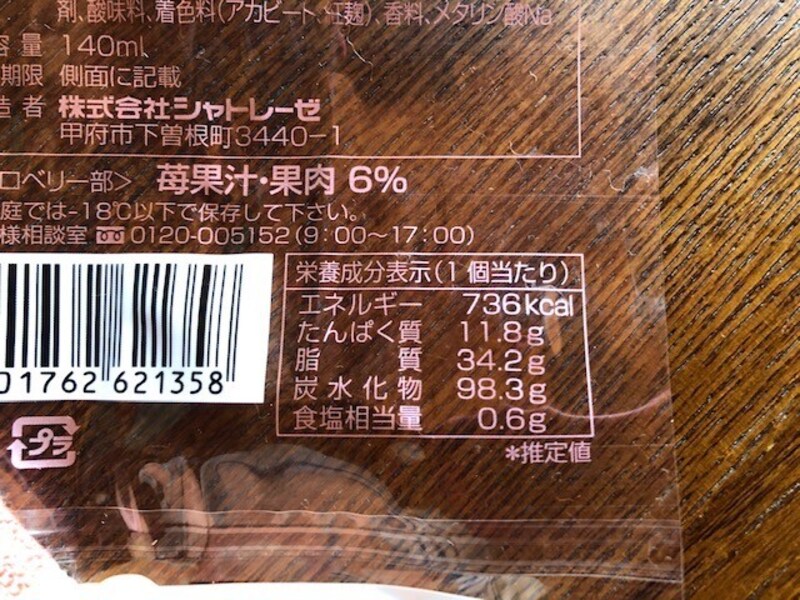 剤、酸味料、着色料(アカビート、紅麹)、香料、メタリン酸Na
容量 140ml
期限 側面に記載
造者 株式会社シャトレーゼ
甲府市下曽根町3440-1
ロベリー部> 苺果汁・果肉 6%
庭では-18℃以下で保存して下さい。
様相談室 0120-005152(9:00~17:00)
栄養成分表示(1個当たり)
エネルギー 736kcal
たんぱく質 11.8g
脂質 34.2g
炭水化物 98.3g
食塩相当量 0.6g
*推定値
01762 621358
プラ